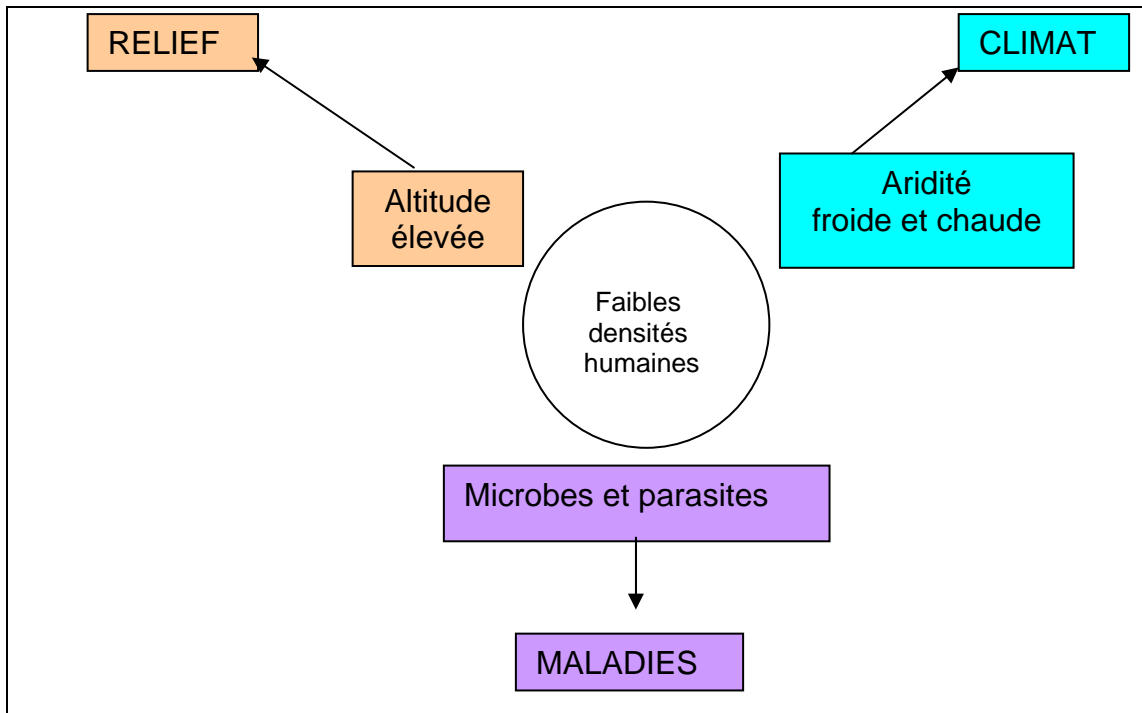 RELIEF
CLIMAT
Altitude
élevée
Aridité
froide et chaude
Faibles
densités
humaines
Microbes et parasites
MALADIES